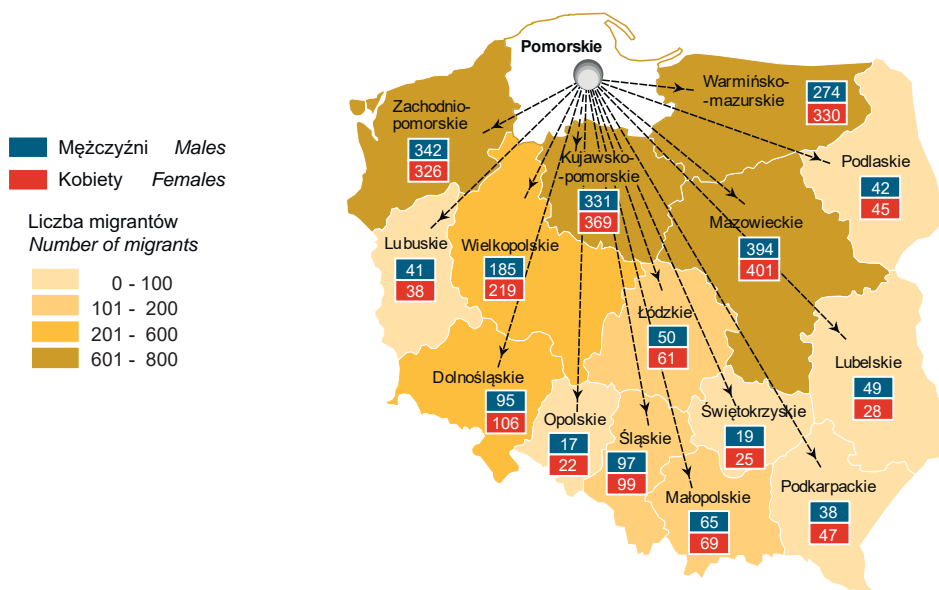 Pomorskie
Warmińsko-
-mazurskie
274
330
Zachodnio-
pomorskie
342
326
Mężczyźni Males
Kobiety Females
Liczba migrantów
Number of migrants
0 - 100
101 - 200
201 - 600
601 - 800
Kujawsko-
-pomorskie
331
369
Podlaskie
42
45
Mazowieckie
394
401
Lubuskie
41
38
Wielkopolskie
185
219
Łódzkie
50
61
Lubelskie
49
28
Dolnośląskie
95
106
Opolskie
17
22
Śląskie
97
99
Świętokrzyskie
19
25
Małopolskie
65
69
Podkarpackie
38
47